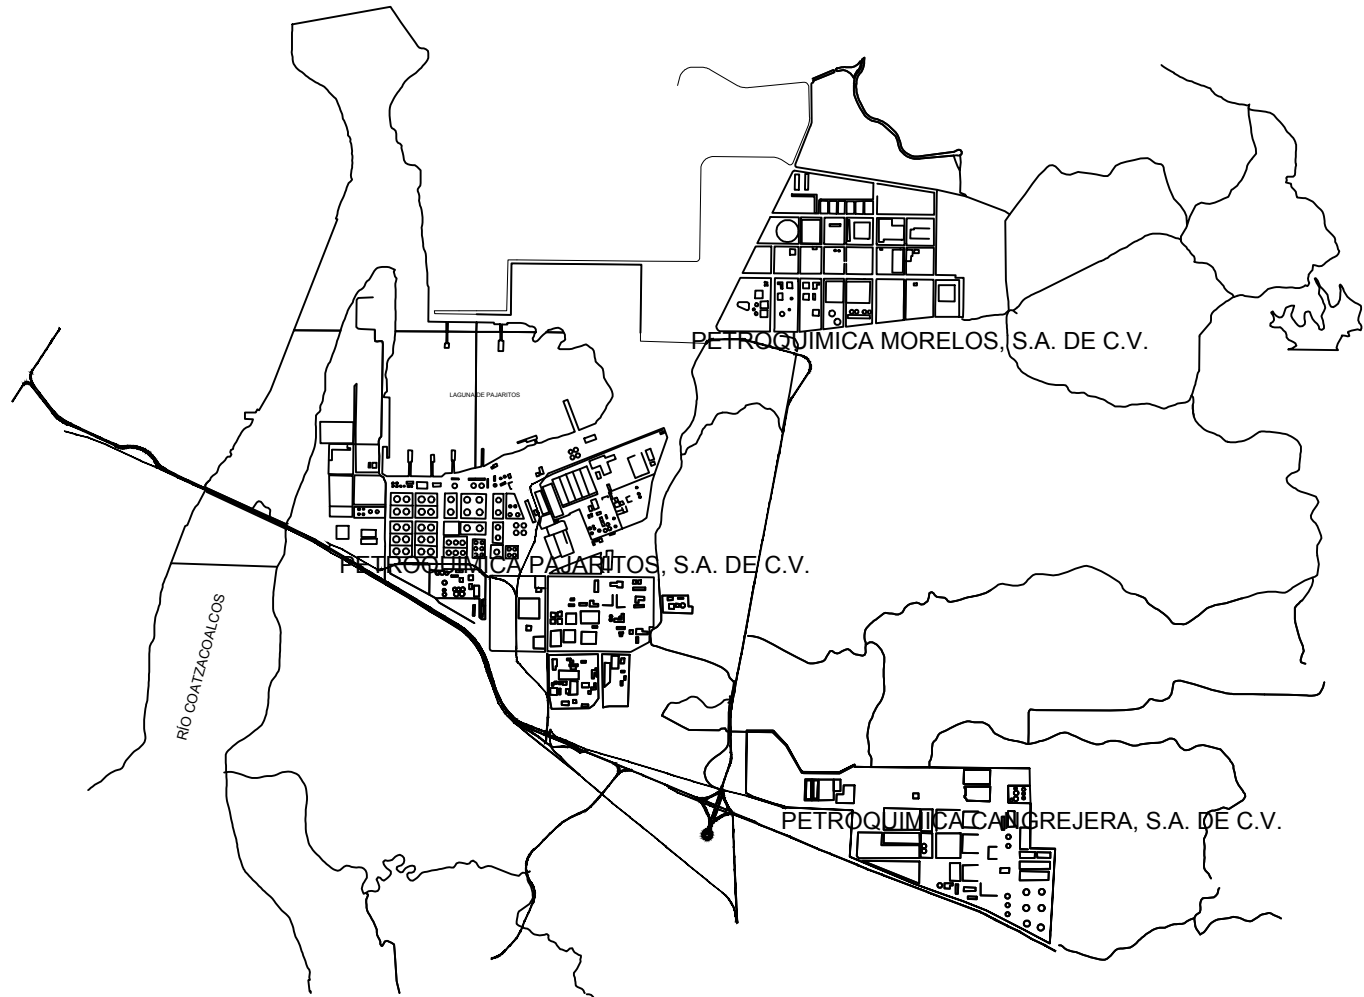 PETROQUIMICA MORELOS, S.A. DE C.V.
LAGUNA DE PAJARITOS
PETROQUIMICA PAJARITOS, S.A. DE C.V.
RÍO COATZACOALCOS
PETROQUIMICA CANGREJERA, S.A. DE C.V.